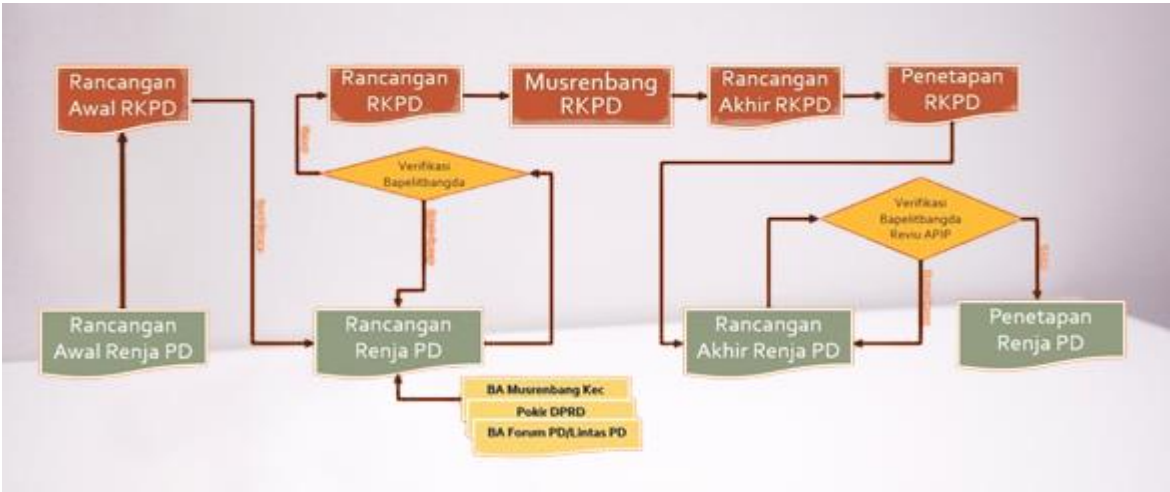 Rancangan
Awal RKPD
Rancangan
RKPD
Musrenbang
RKPD
Rancangan
Akhir RKPD
Penetapan
RKPD
Verifikasi
Bapelitbangda
Verifikasi
Bapelitbangda
Reviu APIP
Rancangan
Awal Renja PD
Rancangan
Renja PD
Rancangan
Akhir Renja PD
Penetapan
Renja PD
BA Musrenbang Kec
Pokir DPRD
BA Forum PD/Lintas PD